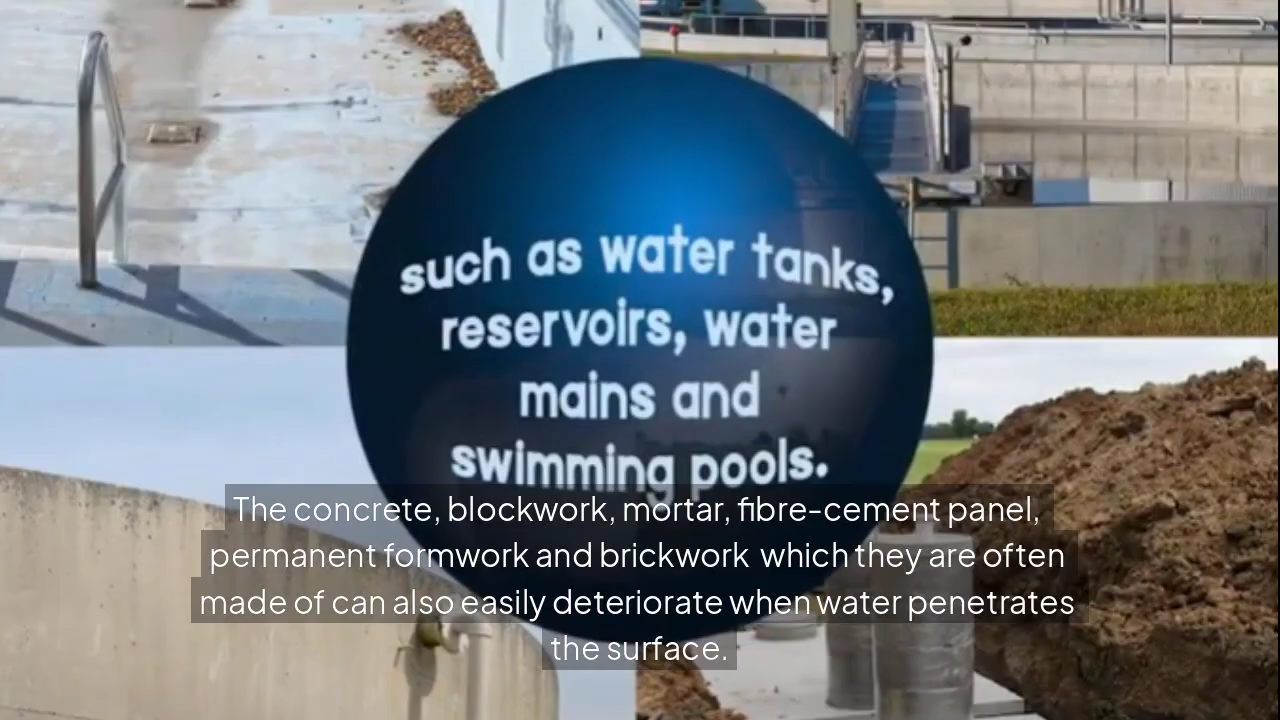 such as water tanks,
reservoirs, water
mains and
swimming pools.
The concrete, blockwork, mortar, fibre-cement panel,
permanent formwork and brickwork which they are often
made of can also easily deteriorate when water penetrates
the surface.